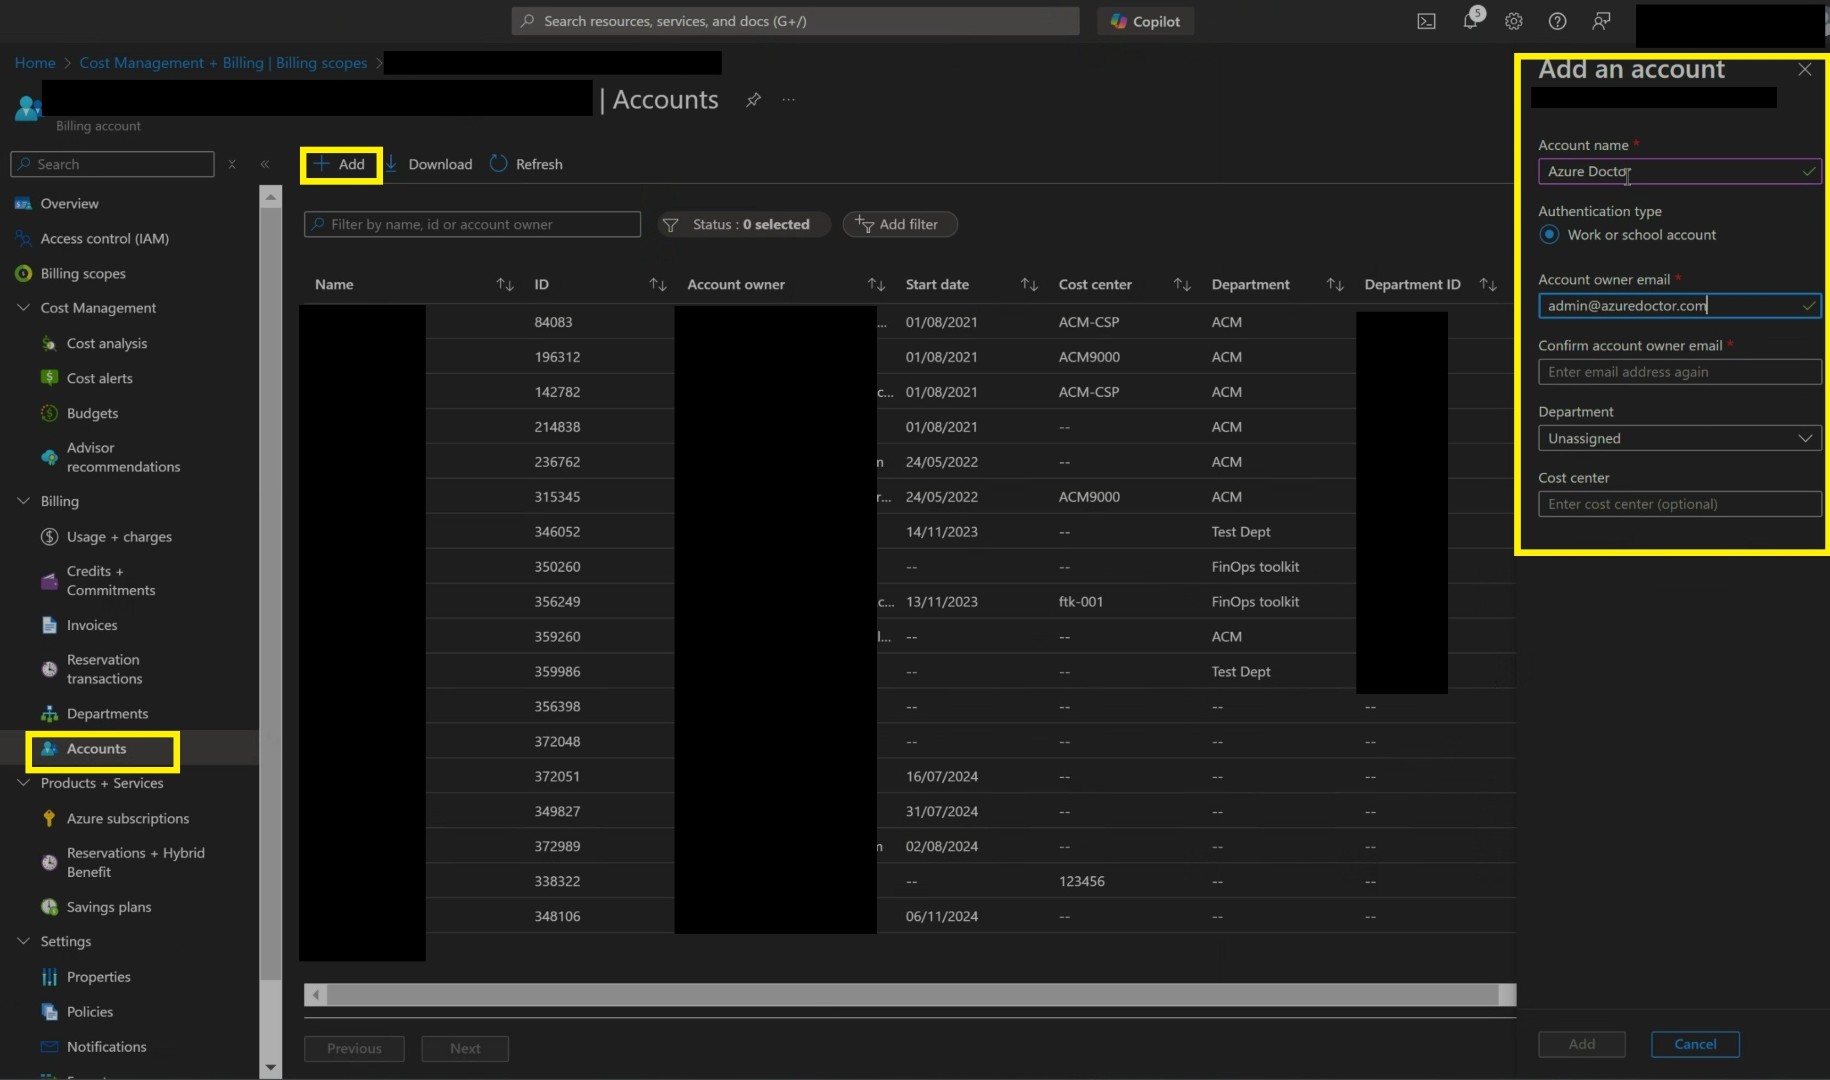 Search resources, services, and docs (G+/)
Copilot
5
Home > Cost Management + Billing | Billing scopes >
| Accounts
Billing account
Search
Overview
Access control (IAM)
Billing scopes
Cost Management
Cost analysis
Cost alerts
Budgets
Advisor
recommendations
Billing
Usage + charges
Credits +
Commitments
Invoices
Reservation
transactions
Departments
Accounts
Products + Services
Azure subscriptions
Reservations + Hybrid
Benefit
Savings plans
Settings
Properties
Policies
Notifications
Add Download Refresh
Filter by name, id or account owner
Status : 0 selected
Add filter
Name ID Account owner Start date Cost center Department Department ID
84083 ... 01/08/2021 ACM-CSP ACM
196312 01/08/2021 ACM9000 ACM
142782 c... 01/08/2021 ACM-CSP ACM
214838 01/08/2021 -- ACM
236762 n 24/05/2022 -- ACM
315345 r... 24/05/2022 ACM9000 ACM
346052 14/11/2023 -- Test Dept
350260 -- -- FinOps toolkit
356249 c... 13/11/2023 ftk-001 FinOps toolkit
359260 l... -- -- ACM
359986 -- -- Test Dept
356398 -- -- -- --
372048 -- -- -- --
372051 16/07/2024 -- -- --
349827 31/07/2024 -- -- --
372989 n 02/08/2024 -- -- --
338322 -- 123456 -- --
348106 06/11/2024 -- -- --
Previous Next
Add an account
Account name *
Azure Doctor
Authentication type
Work or school account
Account owner email *
admin@azuredoctor.com
Confirm account owner email *
Enter email address again
Department
Unassigned
Cost center
Enter cost center (optional)
Add Cancel